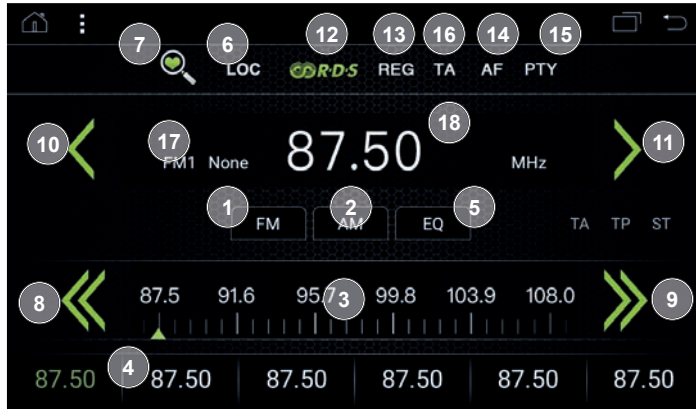 7 6 12 13 16 14 15
LOC R·D·S REG TA AF PTY
10 17 18 11
FM1 None 87.50 MHz
1 2 5
FM AM EQ TA TP ST
8 87.5 91.6 95.7 3 99.8 103.9 108.0 9
4
87.50 87.50 87.50 87.50 87.50 87.50